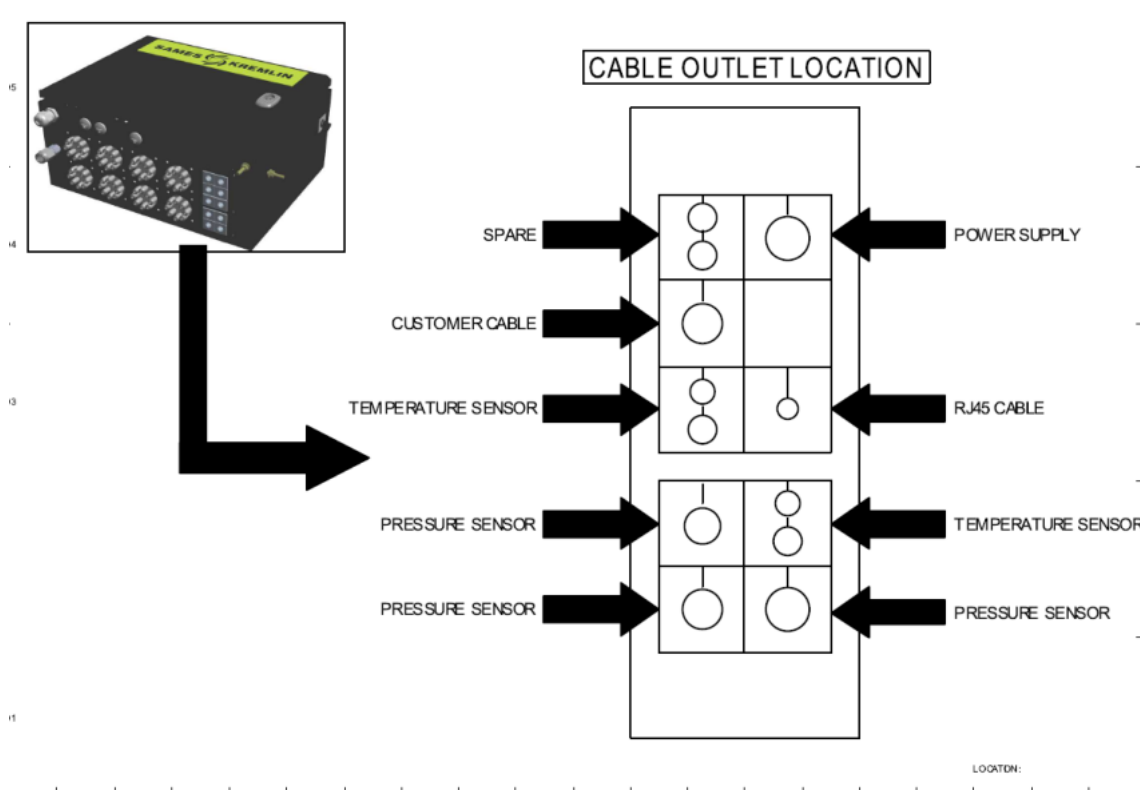 SAMES KREMLIN
CABLE OUTLET LOCATION
SPARE
POWER SUPPLY
CUSTOMER CABLE
TEMPERATURE SENSOR
RJ45 CABLE
PRESSURE SENSOR
TEMPERATURE SENSOR
PRESSURE SENSOR
PRESSURE SENSOR
LOCATION: